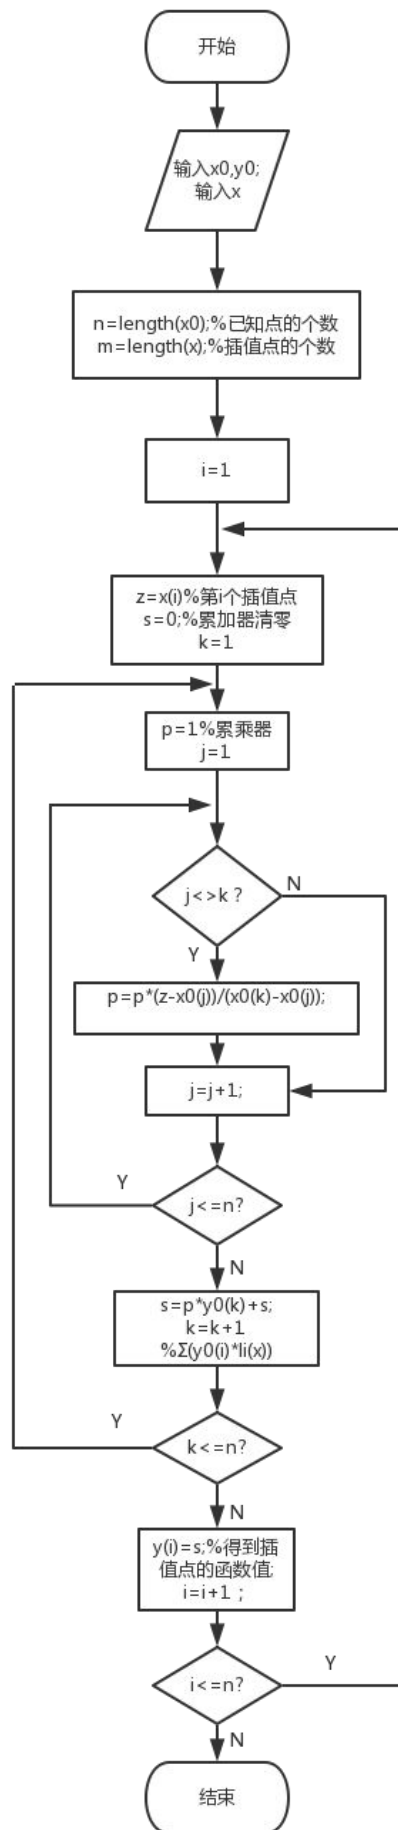 开始
输入x0,y0;
输入x
n=length(x0);%已知点的个数
m=length(x);%插值点的个数
i=1
z=x(i)%第i个插值点
s=0;%累加器清零
k=1
p=1%累乘器
j=1
j<>k ?
N
Y
p=p*(z-x0(j))/(x0(k)-x0(j));
j=j+1;
Y
j<=n?
N
s=p*y0(k)+s;
k=k+1
%Σ(y0(i)*li(x))
Y
k<=n?
N
y(i)=s;%得到插
值点的函数值;
i=i+1 ;
Y
i<=n?
N
结束